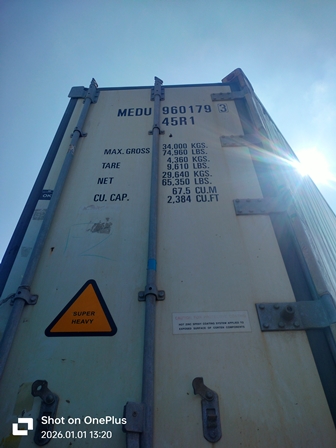 MEDU 960179 3
45R1
MAX. GROSS 34,000 KGS.
74,960 LBS.
TARE 4,360 KGS.
9,610 LBS.
NET 29,640 KGS.
65,350 LBS.
CU. CAP. 67.5 CU.M
2,384 CU.FT
SUPER
HEAVY
Shot on OnePlus
2026.01.01 13:20